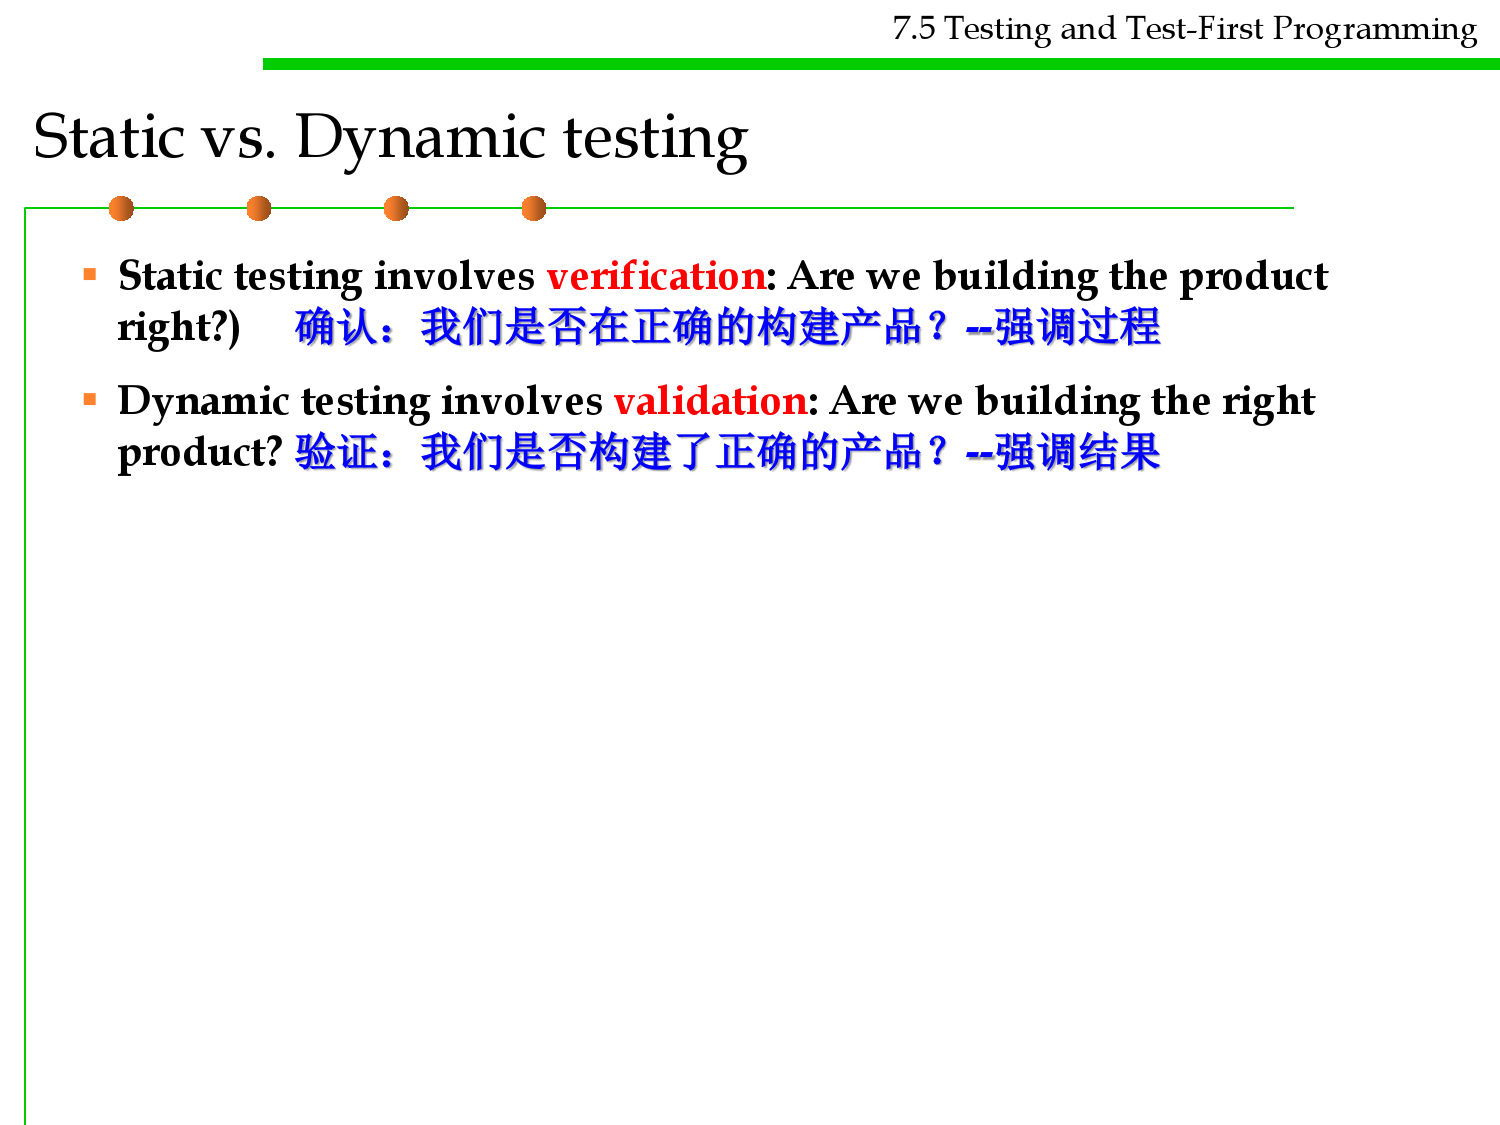 7.5 Testing and Test-First Programming
Static vs. Dynamic testing
▪ Static testing involves verification: Are we building the product
right?) 确认：我们是否在正确的构建产品？--强调过程
▪ Dynamic testing involves validation: Are we building the right
product? 验证：我们是否构建了正确的产品？--强调结果